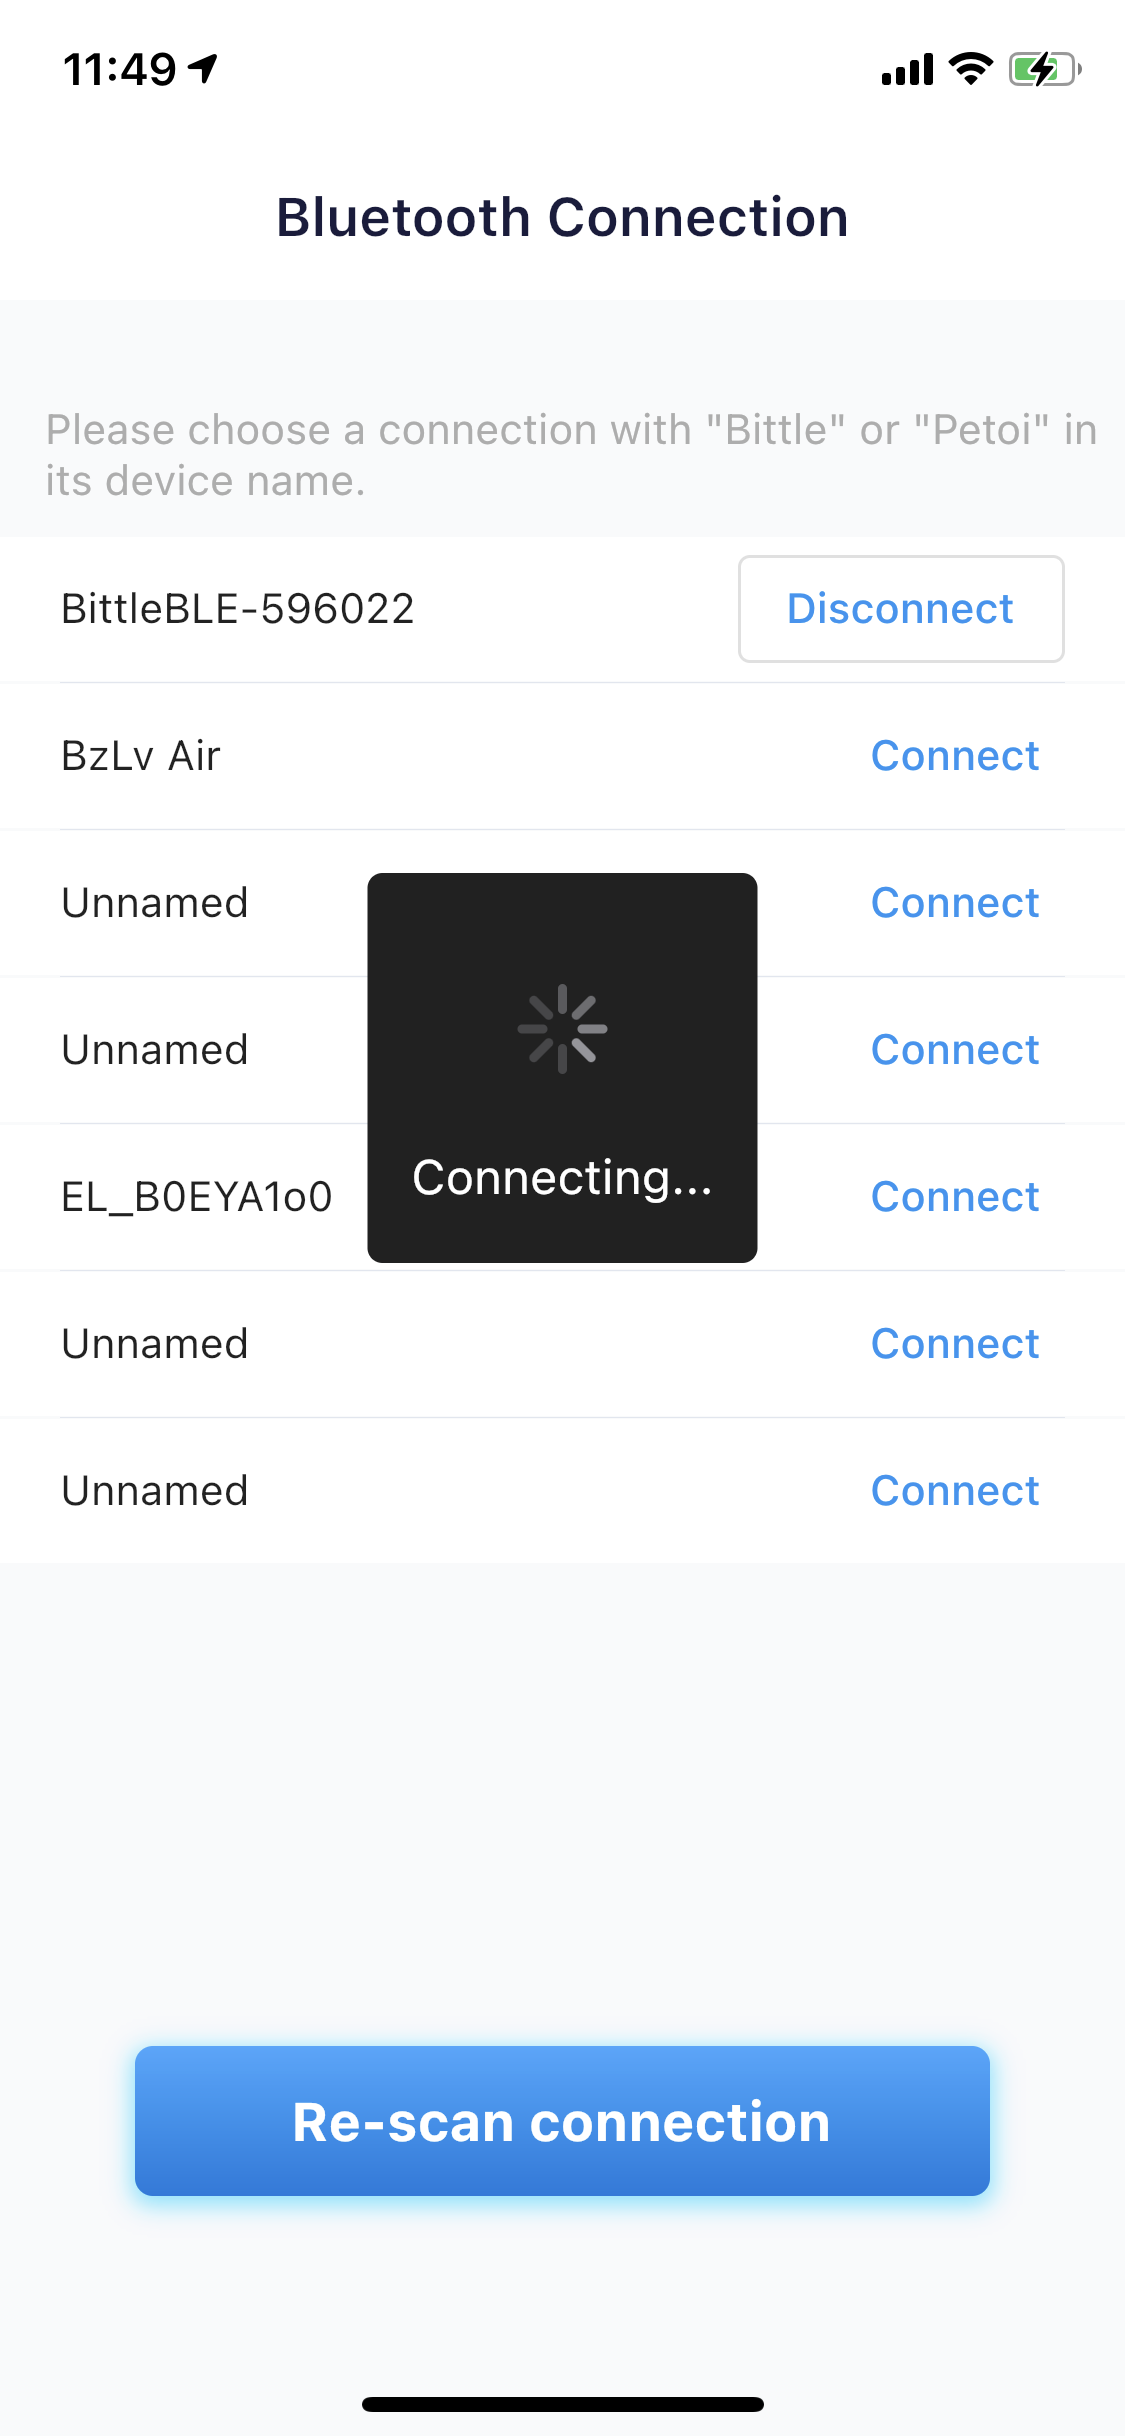 11:49
Bluetooth Connection
Please choose a connection with "Bittle" or "Petoi" in
its device name.
BittleBLE-596022 Disconnect
BzLv Air Connect
Unnamed Connect
Unnamed Connect
EL_B0EYA1o0 Connect
Connecting...
Unnamed Connect
Unnamed Connect
Re-scan connection